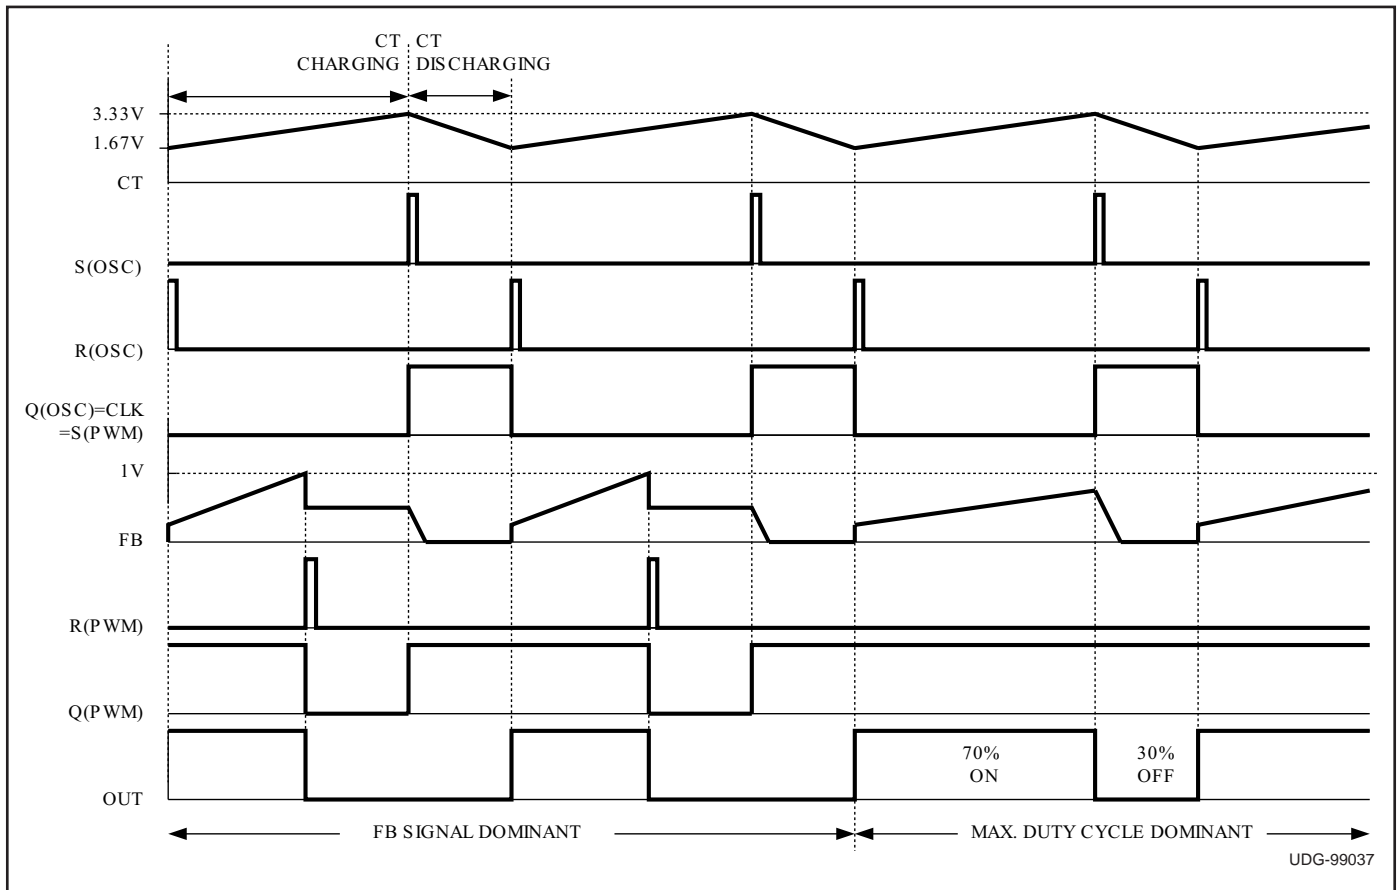 CT CT
CHARGING DISCHARGING
3.33V
1.67V
CT
S(OSC)
R(OSC)
Q(OSC)=CLK
=S(PWM)
1V
FB
R(PWM)
Q(PWM)
70%
ON
30%
OFF
OUT
FB SIGNAL DOMINANT
MAX. DUTY CYCLE DOMINANT
UDG-99037